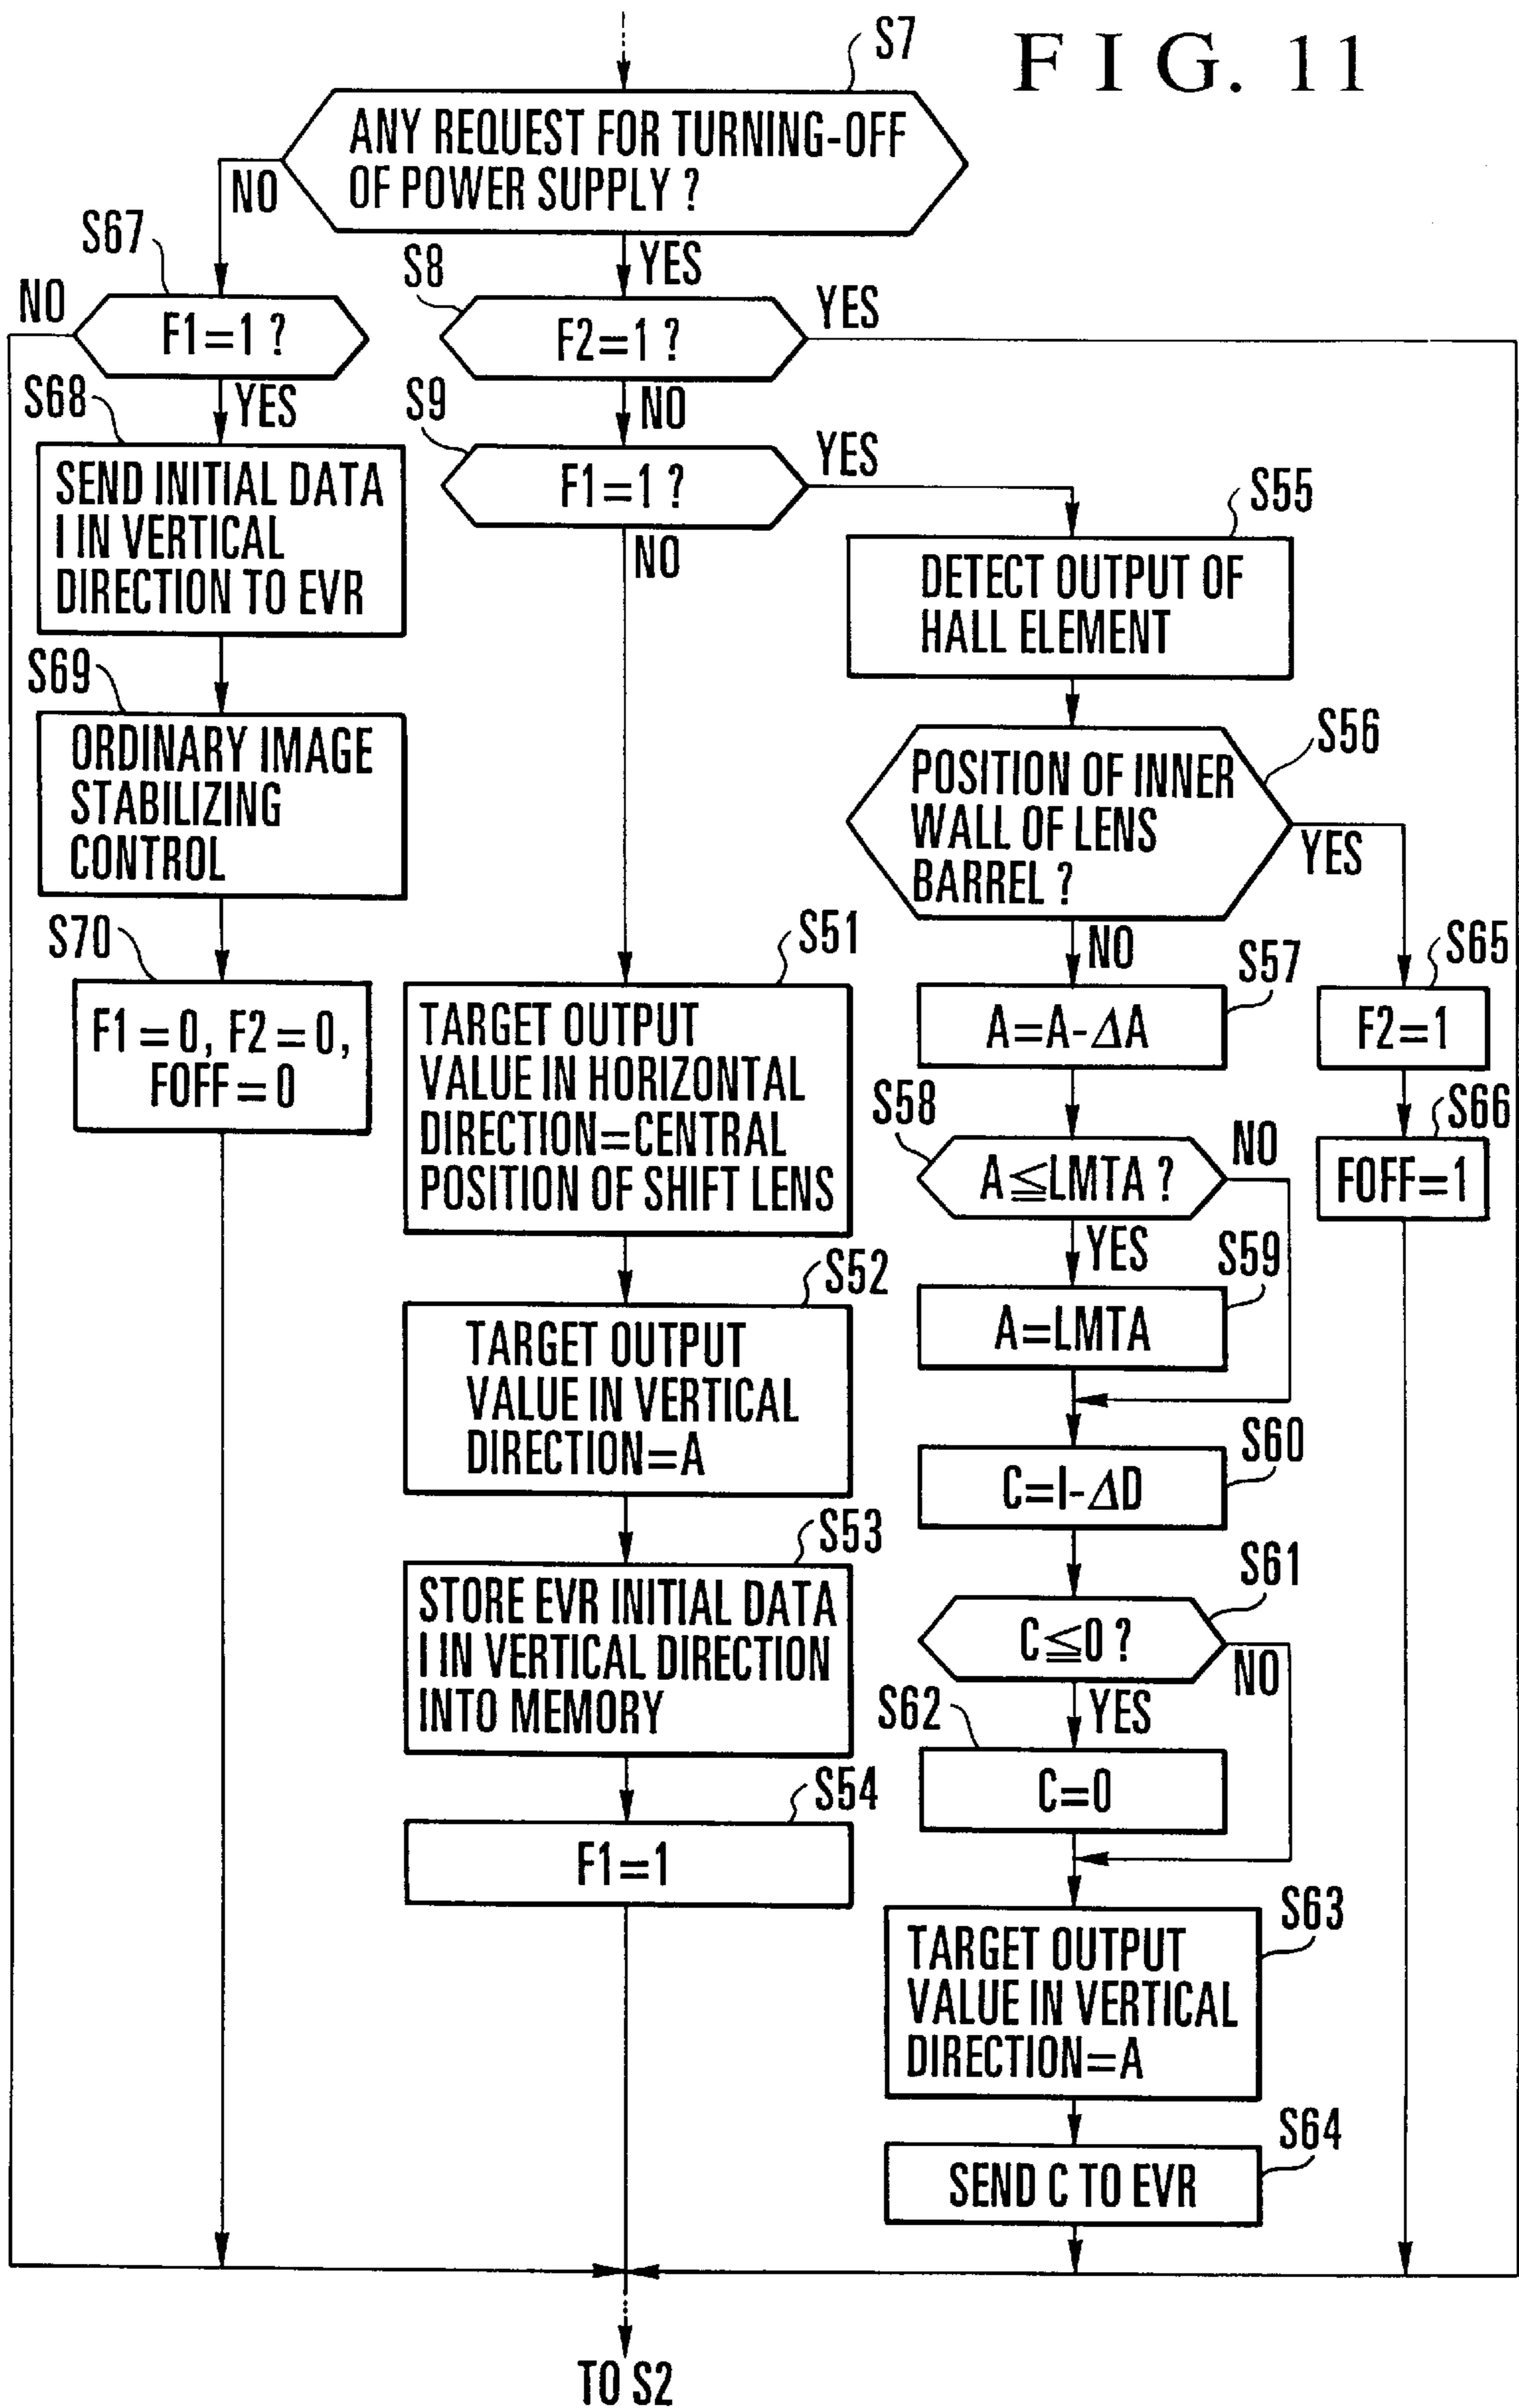 FIG. 11
S7
ANY REQUEST FOR TURNING-OFF
OF POWER SUPPLY ?
NO
YES
S67
NO
F1=1 ?
YES
S8
F2=1 ?
YES
NO
S9
F1=1 ?
YES
NO
S68
SEND INITIAL DATA
I IN VERTICAL
DIRECTION TO EVR
S69
ORDINARY IMAGE
STABILIZING
CONTROL
S70
F1=0, F2=0,
FOFF=0
S51
TARGET OUTPUT
VALUE IN HORIZONTAL
DIRECTION=CENTRAL
POSITION OF SHIFT LENS
S52
TARGET OUTPUT
VALUE IN VERTICAL
DIRECTION=A
S53
STORE EVR INITIAL DATA
I IN VERTICAL DIRECTION
INTO MEMORY
S54
F1=1
S55
DETECT OUTPUT OF
HALL ELEMENT
S56
POSITION OF INNER
WALL OF LENS
BARREL ?
YES
NO
S57
A=A-ΔA
S58
A≦LMTA ?
NO
YES
S59
A=LMTA
S60
C=I-ΔD
S61
C≦0 ?
NO
YES
S62
C=0
S63
TARGET OUTPUT
VALUE IN VERTICAL
DIRECTION=A
S64
SEND C TO EVR
S65
F2=1
S66
FOFF=1
TO S2